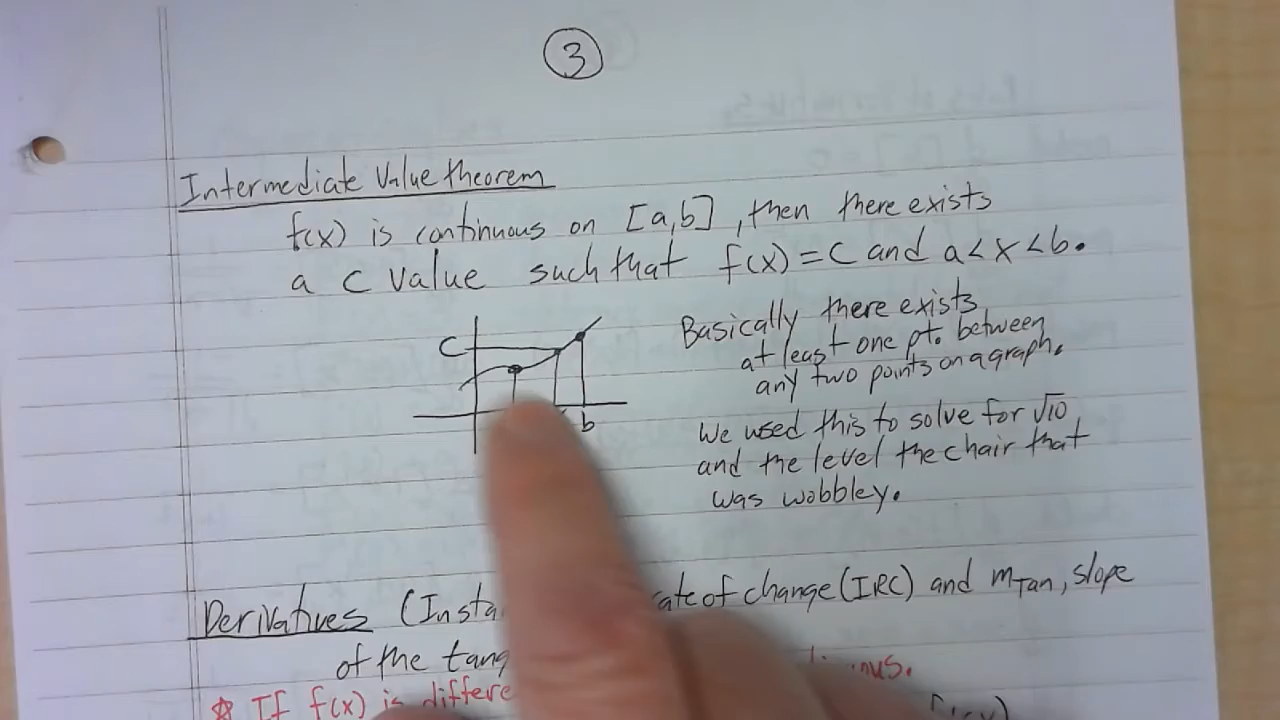 3
Intermediate Value theorem
f(x) is continuous on [a,b], then there exists
a c value such that f(x)=c and a<x<b.
C
b
Basically there exists
at least one pt. between
any two points on a graph.
We used this to solve for √10
and the level the chair that
was wobbley.
Derivatives (Insta ate of change (IRC) and mTan, slope
of the tang
* If f(x) is differe